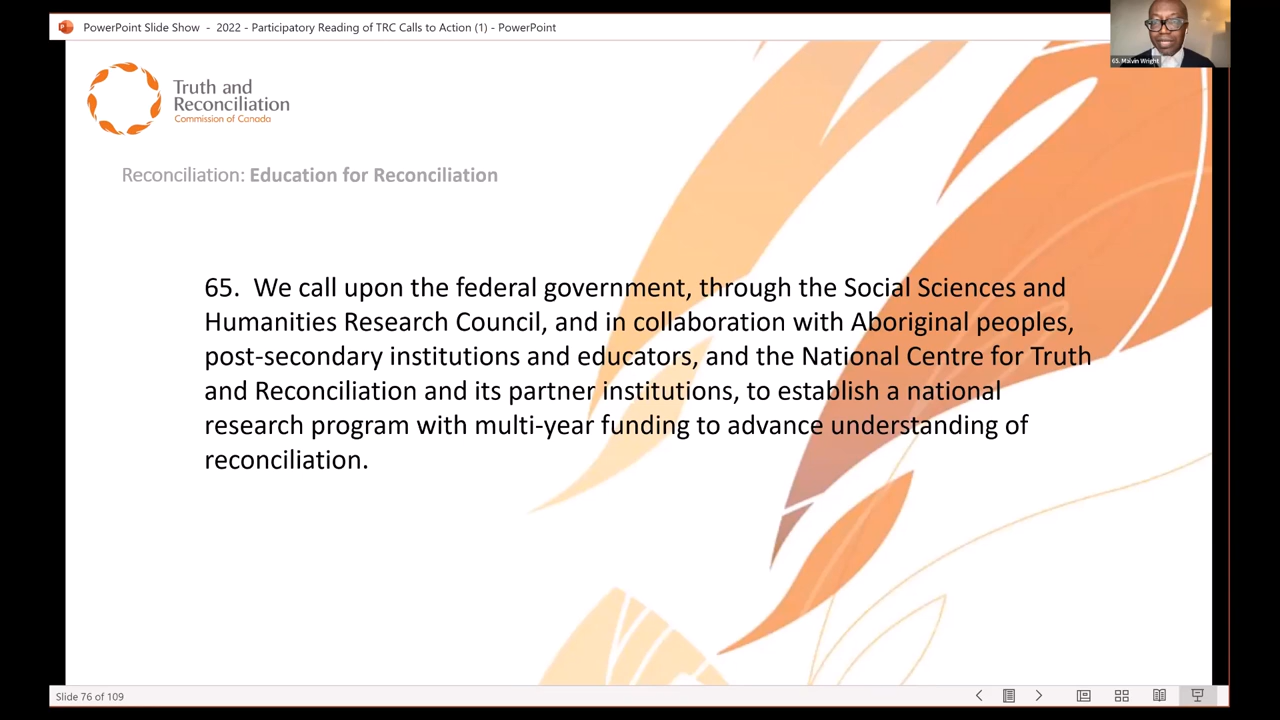 PowerPoint Slide Show - 2022 - Participatory Reading of TRC Calls to Action (1) - PowerPoint
65. Malvin Wright
Truth and
Reconciliation
Commission of Canada
Reconciliation: Education for Reconciliation
65. We call upon the federal government, through the Social Sciences and
Humanities Research Council, and in collaboration with Aboriginal peoples,
post-secondary institutions and educators, and the National Centre for Truth
and Reconciliation and its partner institutions, to establish a national
research program with multi-year funding to advance understanding of
reconciliation.
Slide 76 of 109